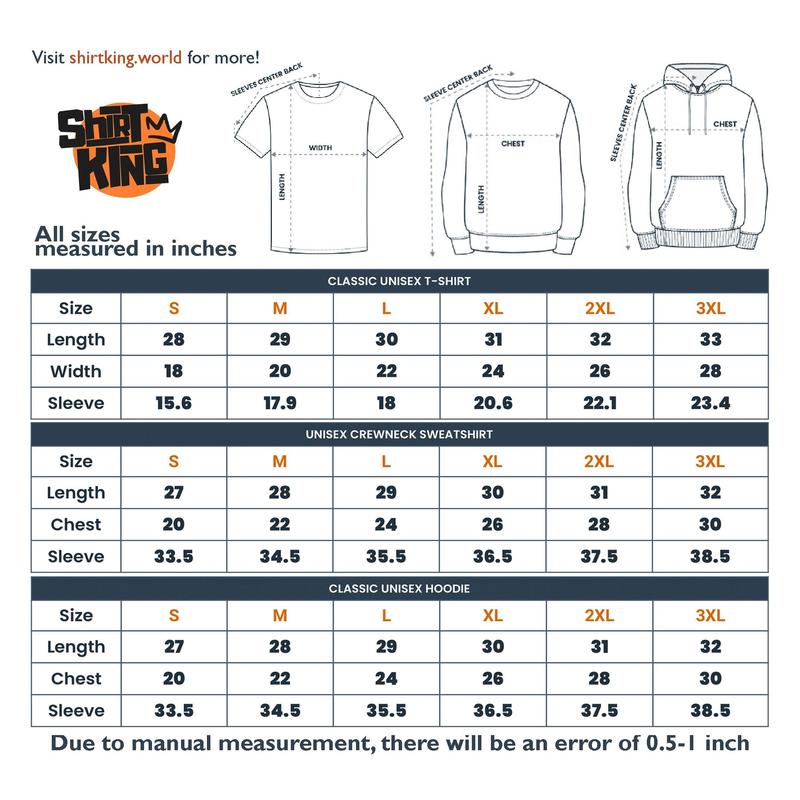 Visit shirtking.world for more!
SHIRT
KING
All sizes
measured in inches
SLEEVES CENTER BACK
WIDTH
LENGTH
SLEEVE CENTER BACK
CHEST
LENGTH
SLEEVES CENTER BACK
CHEST
LENGTH
CLASSIC UNISEX T-SHIRT
Size S M L XL 2XL 3XL
Length 28 29 30 31 32 33
Width 18 20 22 24 26 28
Sleeve 15.6 17.9 18 20.6 22.1 23.4
UNISEX CREWNECK SWEATSHIRT
Size S M L XL 2XL 3XL
Length 27 28 29 30 31 32
Chest 20 22 24 26 28 30
Sleeve 33.5 34.5 35.5 36.5 37.5 38.5
CLASSIC UNISEX HOODIE
Size S M L XL 2XL 3XL
Length 27 28 29 30 31 32
Chest 20 22 24 26 28 30
Sleeve 33.5 34.5 35.5 36.5 37.5 38.5
Due to manual measurement, there will be an error of 0.5-1 inch